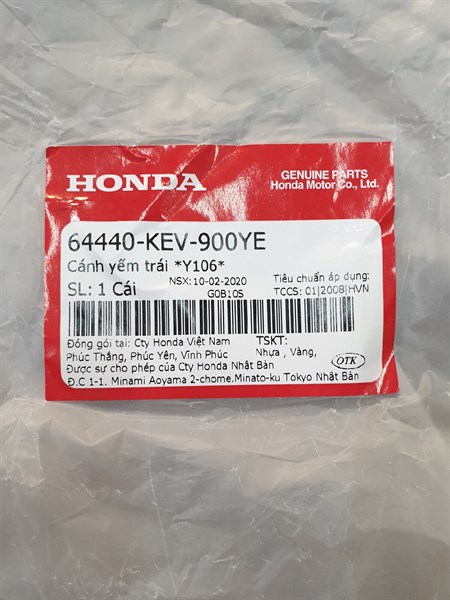 HONDA
GENUINE PARTS
Honda Motor Co., Ltd.
64440-KEV-900YE
Cánh yếm trái *Y106*
SL: 1 Cái
NSX:10-02-2020
G0B10S
Tiêu chuẩn áp dụng:
TCCS: 01|2008|HVN
Đóng gói tại: Cty Honda Việt Nam
Phúc Thắng, Phúc Yên, Vĩnh Phúc
TSKT:
Nhựa , Vàng,
Được sự cho phép của Cty Honda Nhật Bản
Đ.C 1-1. Minami Aoyama 2-chome.Minato-ku Tokyo Nhật Bản
OTK